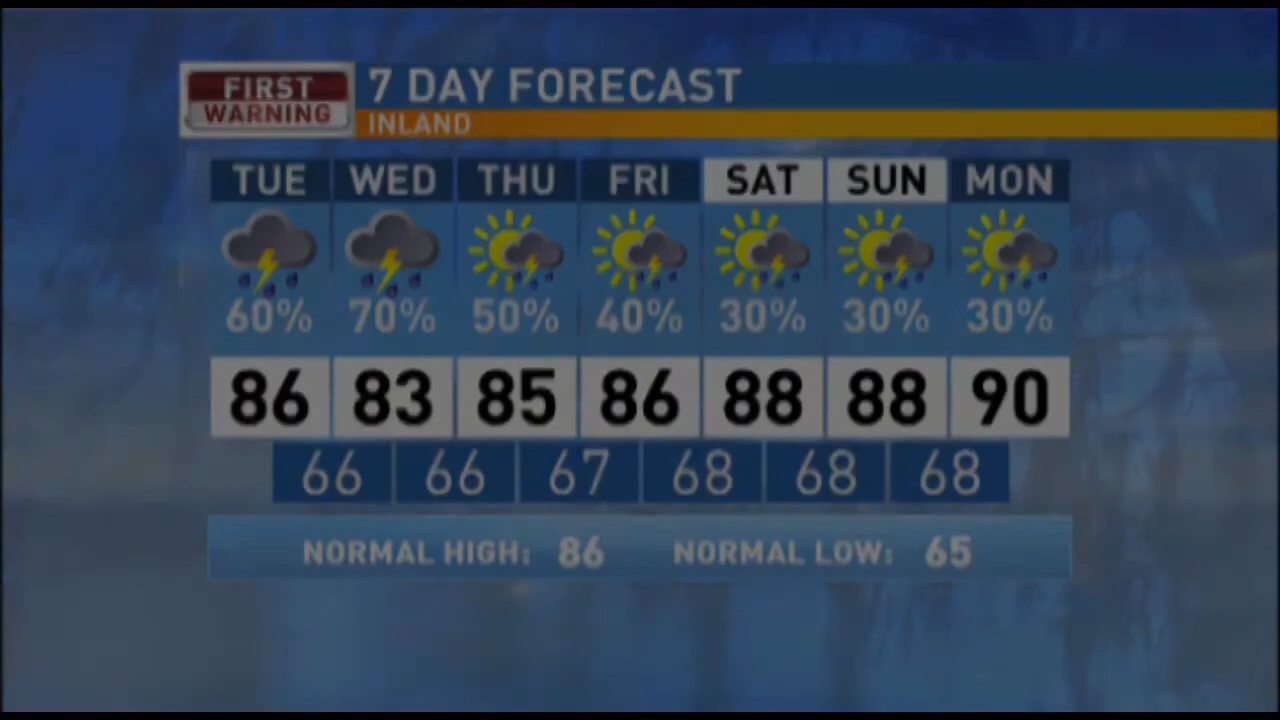 FIRST
WARNING
7 DAY FORECAST
INLAND
TUE WED THU FRI SAT SUN MON
60% 70% 50% 40% 30% 30% 30%
86 83 85 86 88 88 90
66 66 67 68 68 68
NORMAL HIGH: 86 NORMAL LOW: 65